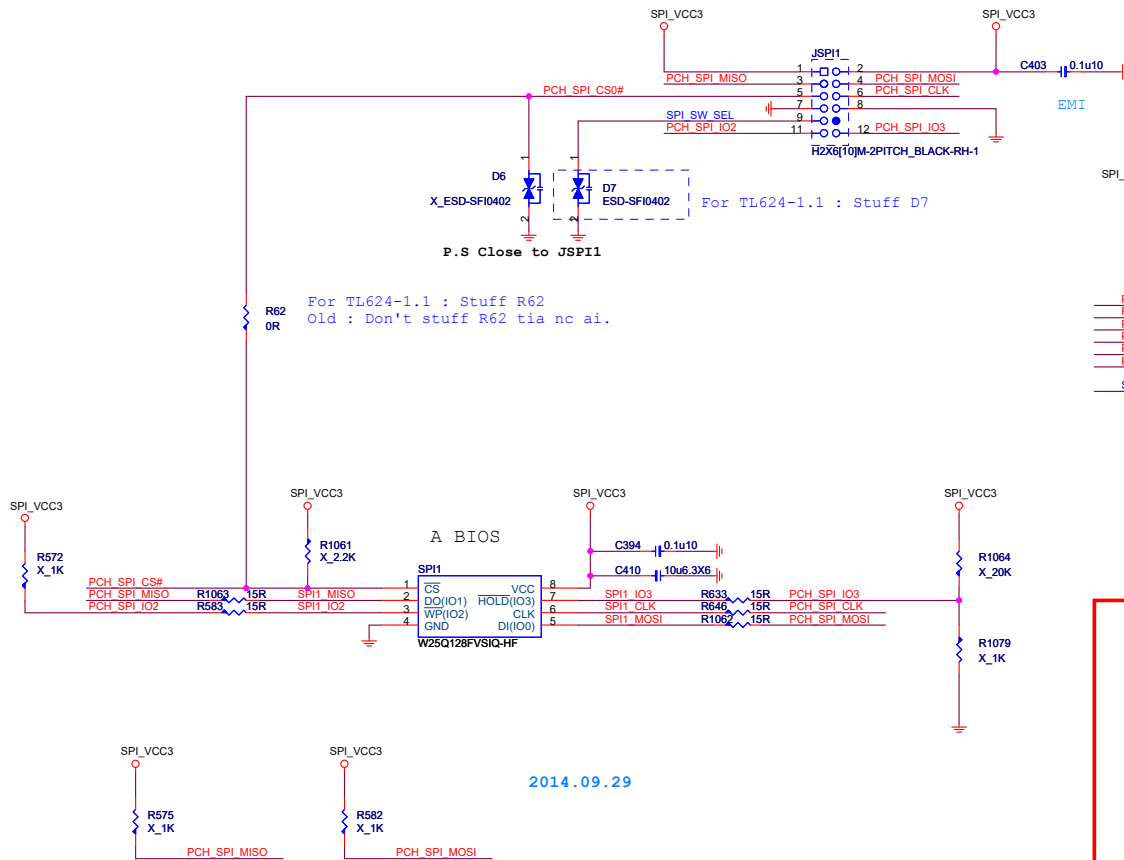 SPI_VCC3
SPI_VCC3
JSPI1
C403 0.1u10
EMI
1 2
PCH_SPI_MISO 3 4 PCH_SPI_MOSI
PCH_SPI_CS0# 5 6 PCH_SPI_CLK
7 8
SPI_SW_SEL 9
PCH_SPI_IO2 11 12 PCH_SPI_IO3
H2X6[10]M-2PITCH_BLACK-RH-1
1 1
D6
X_ESD-SFI0402
D7
ESD-SFI0402
2 2
For TL624-1.1 : Stuff D7
SPI_
P.S Close to JSPI1
R62
0R
For TL624-1.1 : Stuff R62
Old : Don't stuff R62 tia nc ai.
SPI_VCC3
SPI_VCC3
SPI_VCC3
SPI_VCC3
R572
X_1K
R1061
X_2.2K
A BIOS
C394 0.1u10
C410 10u6.3X6
R1064
X_20K
SPI1
PCH_SPI_CS# 1 CS VCC 8
PCH_SPI_MISO R1063 15R SPI1_MISO 2 DO(IO1) HOLD(IO3) 7 SPI1_IO3 R633 15R PCH_SPI_IO3
PCH_SPI_IO2 R583 15R SPI1_IO2 3 WP(IO2) CLK 6 SPI1_CLK R646 15R PCH_SPI_CLK
4 GND DI(IO0) 5 SPI1_MOSI R1062 15R PCH_SPI_MOSI
W25Q128FVSIQ-HF
R1079
X_1K
SPI_VCC3
SPI_VCC3
2014.09.29
R575
X_1K
R582
X_1K
PCH_SPI_MISO
PCH_SPI_MOSI